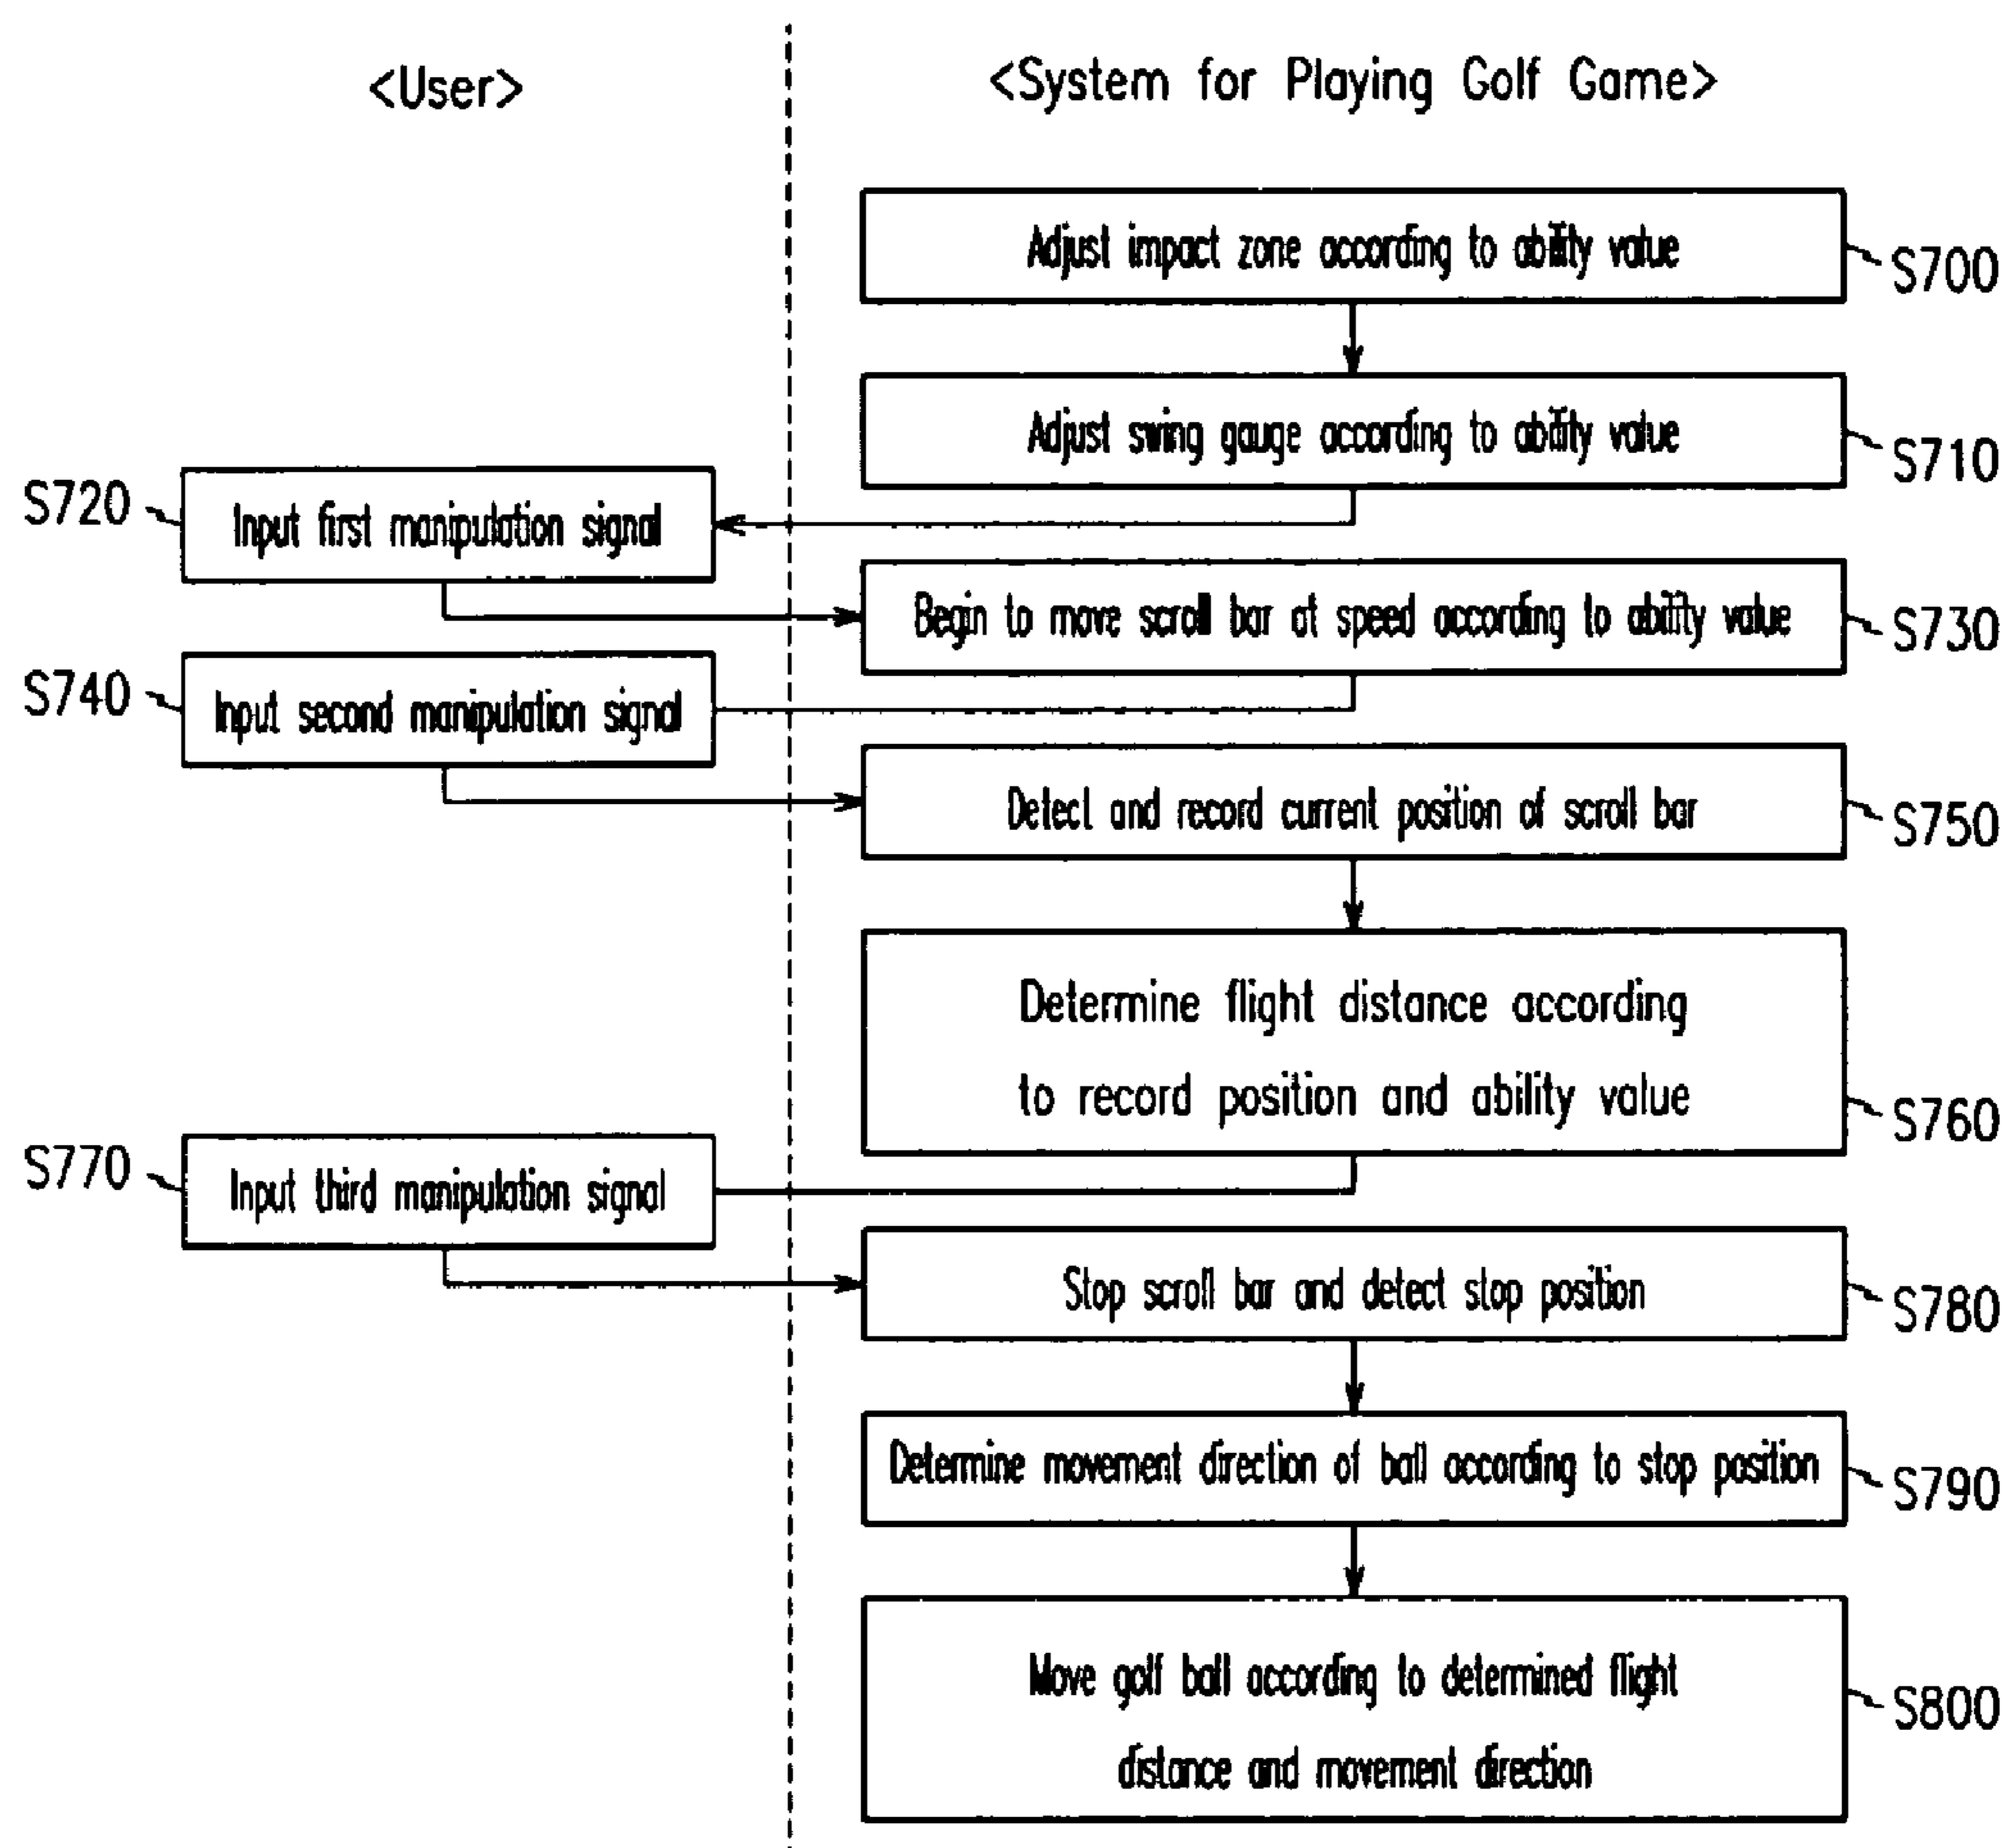 <User>
<System for Playing Golf Game>
Adjust impact zone according to ability value
S700
Adjust swing gauge according to ability value
S710
S720
Input first manipulation signal
Begin to move scroll bar at speed according to ability value
S730
S740
Input second manipulation signal
Detect and record current position of scroll bar
S750
Determine flight distance according
to record position and ability value
S760
S770
Input third manipulation signal
Stop scroll bar and detect stop position
S780
Determine movement direction of ball according to stop position
S790
Move golf ball according to determined flight
distance and movement direction
S800